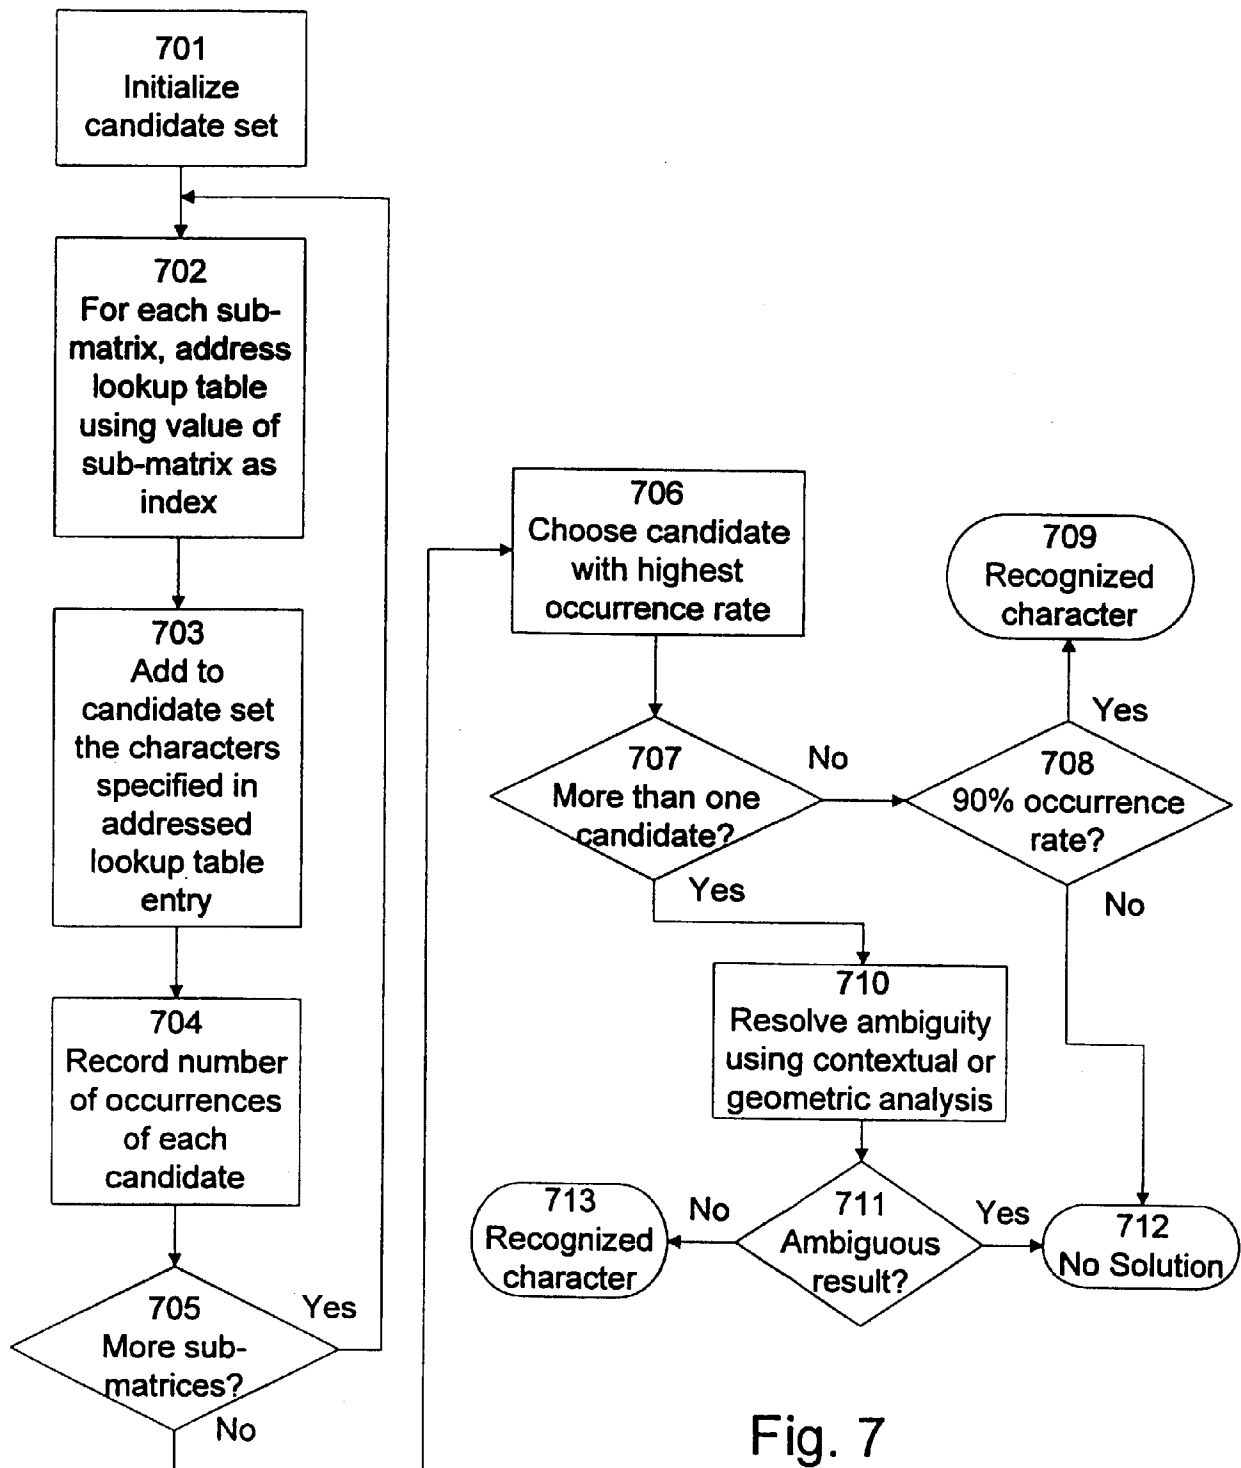 701
Initialize
candidate set
702
For each sub-
matrix, address
lookup table
using value of
sub-matrix as
index
703
Add to
candidate set
the characters
specified in
addressed
lookup table
entry
704
Record number
of occurrences
of each
candidate
705
More sub-
matrices?
Yes
No
706
Choose candidate
with highest
occurrence rate
707
More than one
candidate?
No
Yes
708
90% occurrence
rate?
Yes
No
709
Recognized
character
710
Resolve ambiguity
using contextual or
geometric analysis
711
Ambiguous
result?
No
Yes
712
No Solution
713
Recognized
character
Fig. 7